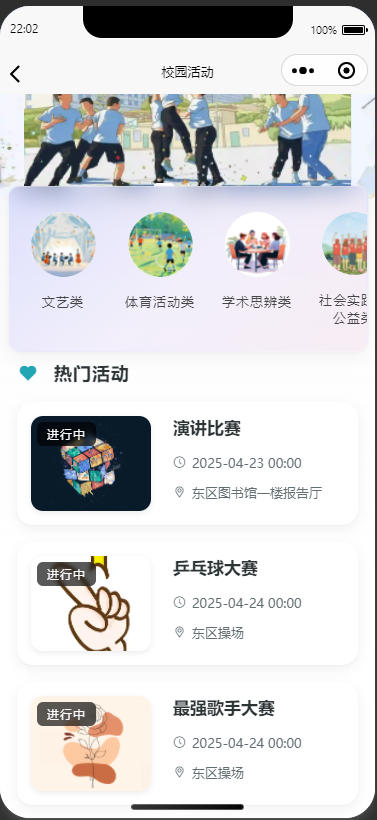 22:02
100%
校园活动
文艺类
体育活动类
学术思辨类
社会实践
公益类
热门活动
进行中
演讲比赛
2025-04-23 00:00
东区图书馆一楼报告厅
进行中
乒乓球大赛
2025-04-24 00:00
东区操场
进行中
最强歌手大赛
2025-04-24 00:00
东区操场